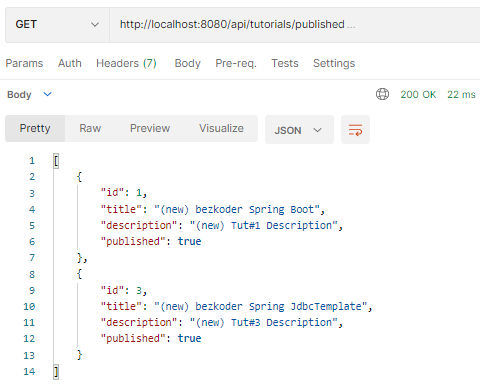 GET http://localhost:8080/api/tutorials/published ...
Params Auth Headers (7) Body Pre-req. Tests Settings
Body 200 OK 22 ms
Pretty Raw Preview Visualize JSON
1 [
2 {
3 "id": 1,
4 "title": "(new) bezkoder Spring Boot",
5 "description": "(new) Tut#1 Description",
6 "published": true
7 },
8 {
9 "id": 3,
10 "title": "(new) bezkoder Spring JdbcTemplate",
11 "description": "(new) Tut#3 Description",
12 "published": true
13 }
14 ]